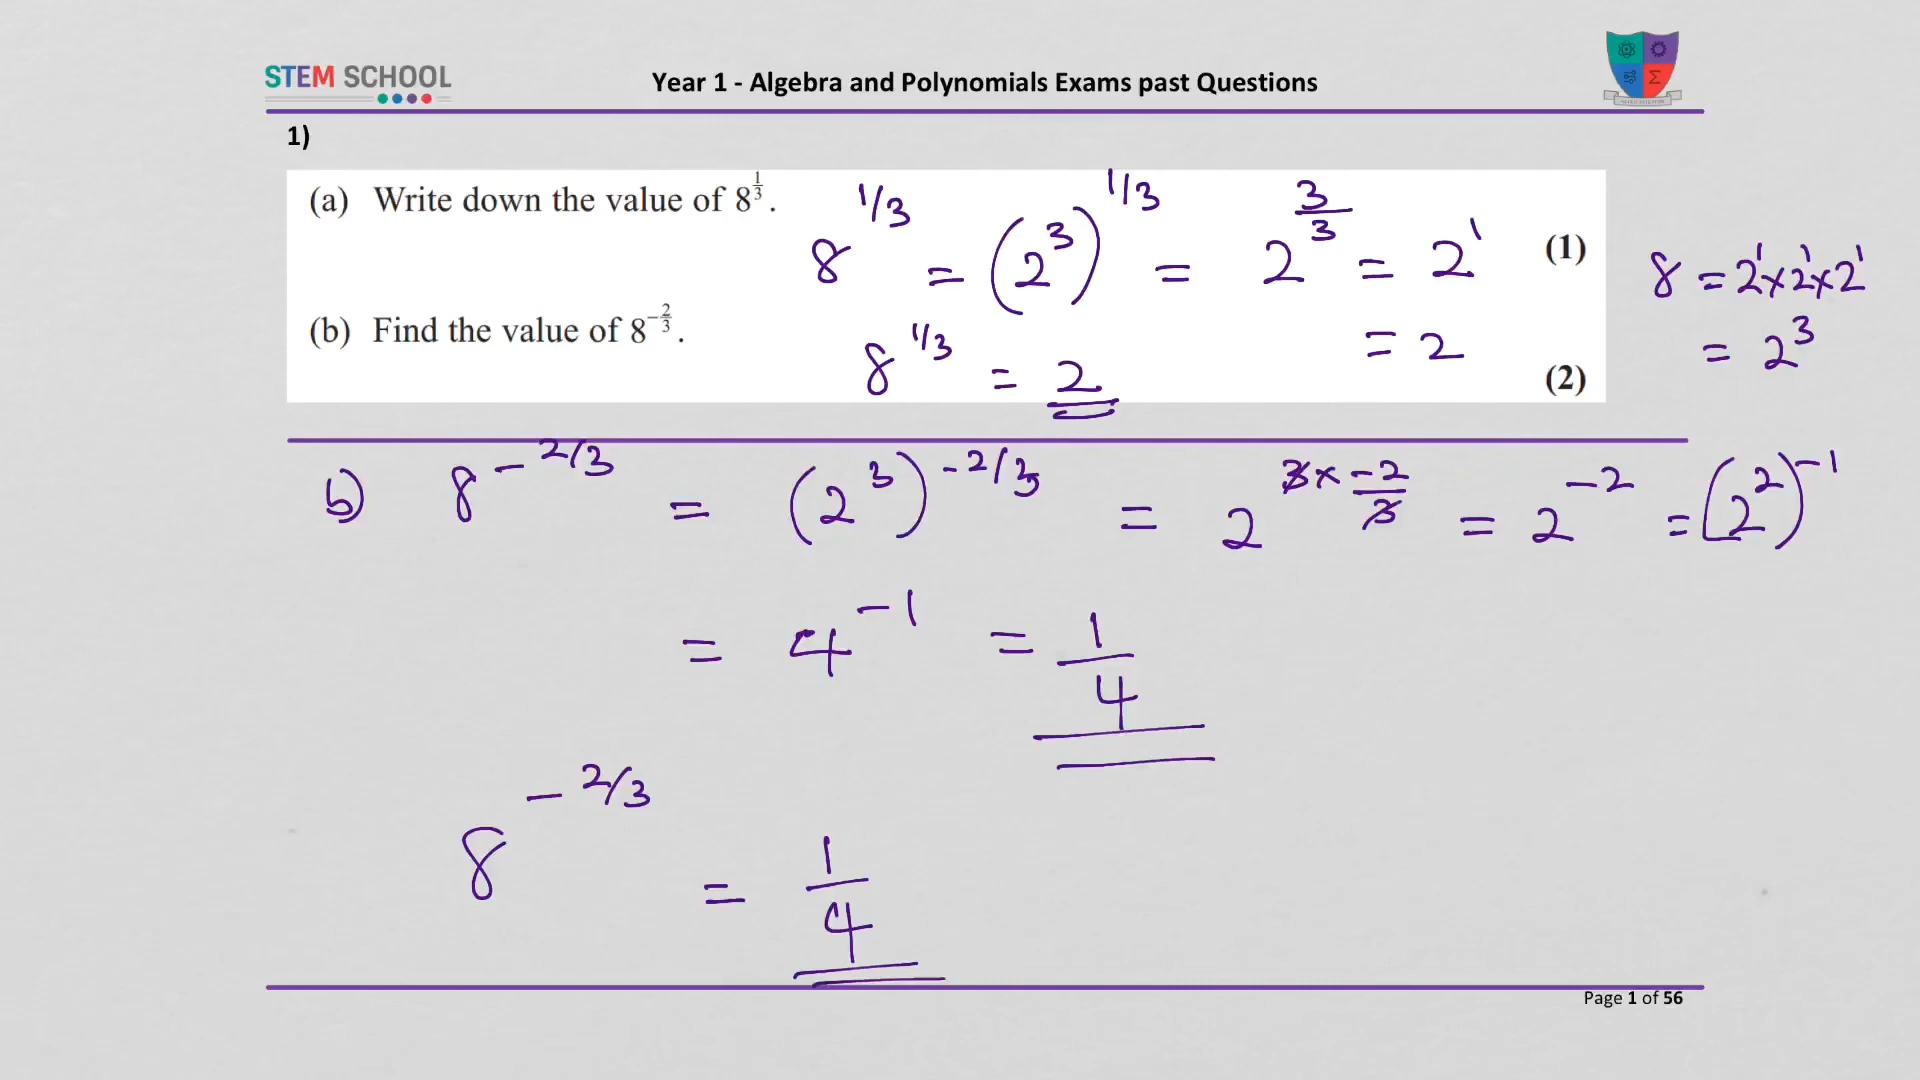 STEM SCHOOL
Year 1 - Algebra and Polynomials Exams past Questions
1)
(a) Write down the value of 8^(1/3).
8^(1/3) = (2^3)^(1/3) = 2^(3/3) = 2^1
(1)
= 2
8 = 2^1 × 2^1 × 2^1
= 2^3
(b) Find the value of 8^(-2/3).
8^(1/3) = 2
(2)
b) 8^(-2/3) = (2^3)^(-2/3) = 2^(3 × -2/3) = 2^(-2) = (2^2)^(-1)
= 4^(-1) = 1/4
8^(-2/3) = 1/4
Page 1 of 56